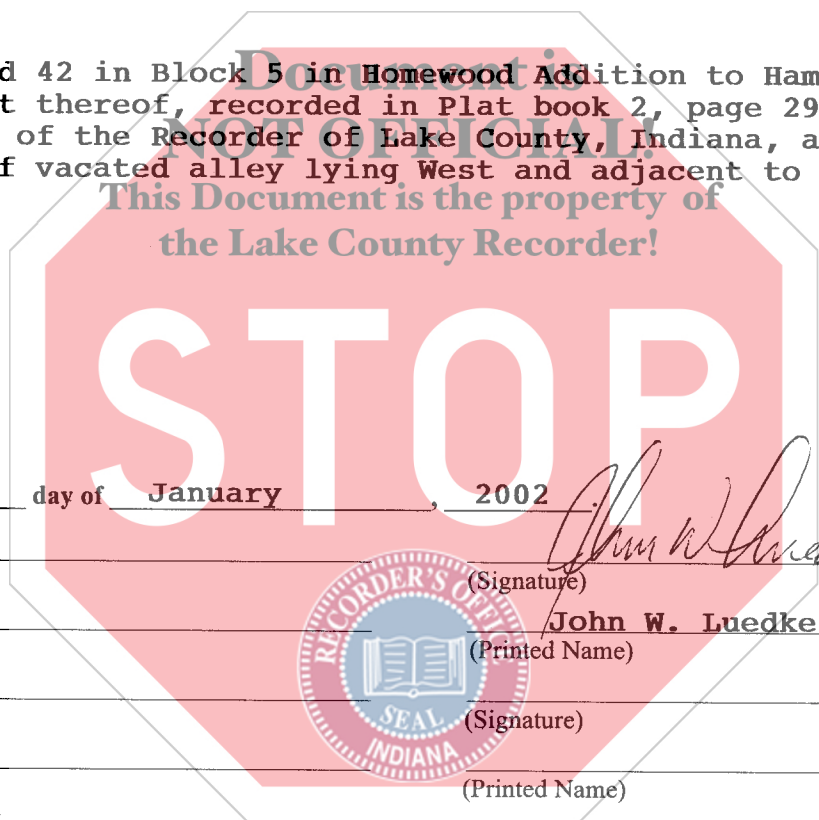 d 42 in Block 5 in Homewood Addition to Ham
t thereof, recorded in Plat book 2, page 29
of the Recorder of Lake County, Indiana, a
f vacated alley lying West and adjacent to
Document is
NOT OFFICIAL!
This Document is the property of
the Lake County Recorder!
STOP
day of January, 2002.
(Signature)
John W. Luedke
(Printed Name)
(Signature)
(Printed Name)
RECORDER'S OFFICE
SEAL
INDIANA